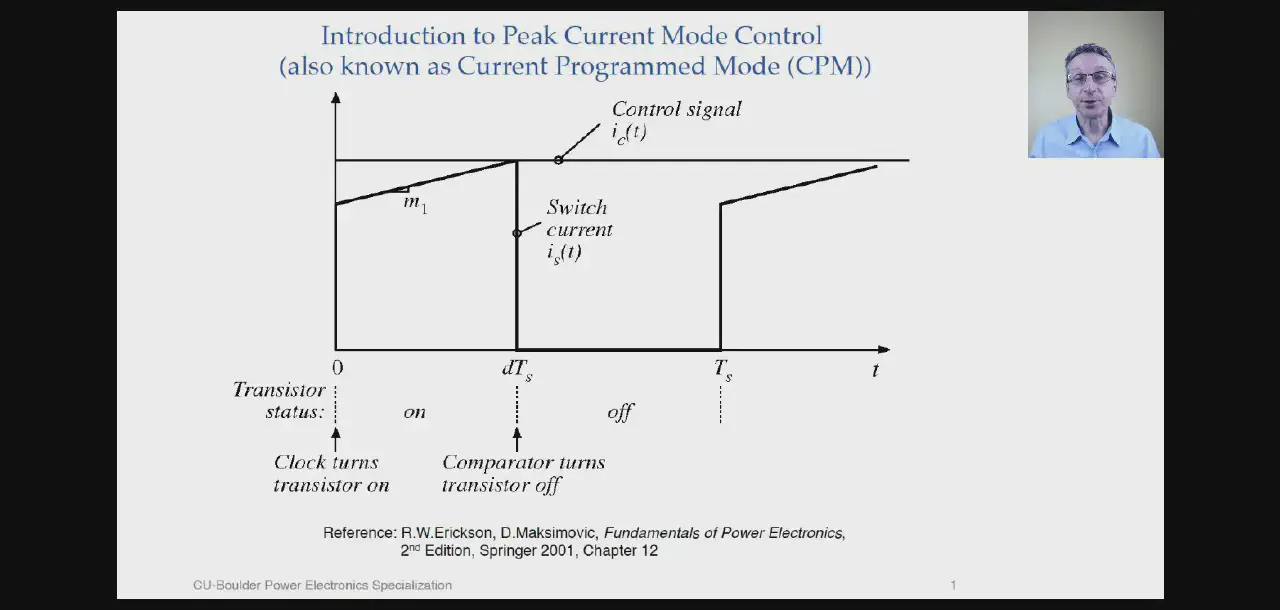 Introduction to Peak Current Mode Control
(also known as Current Programmed Mode (CPM))
Control signal
i_c(t)
m_1
Switch
current
i_s(t)
0
dT_s
T_s
t
Transistor
status:
on
off
Clock turns
transistor on
Comparator turns
transistor off
Reference: R.W.Erickson, D.Maksimovic, Fundamentals of Power Electronics,
2nd Edition, Springer 2001, Chapter 12
CU-Boulder Power Electronics Specialization
1